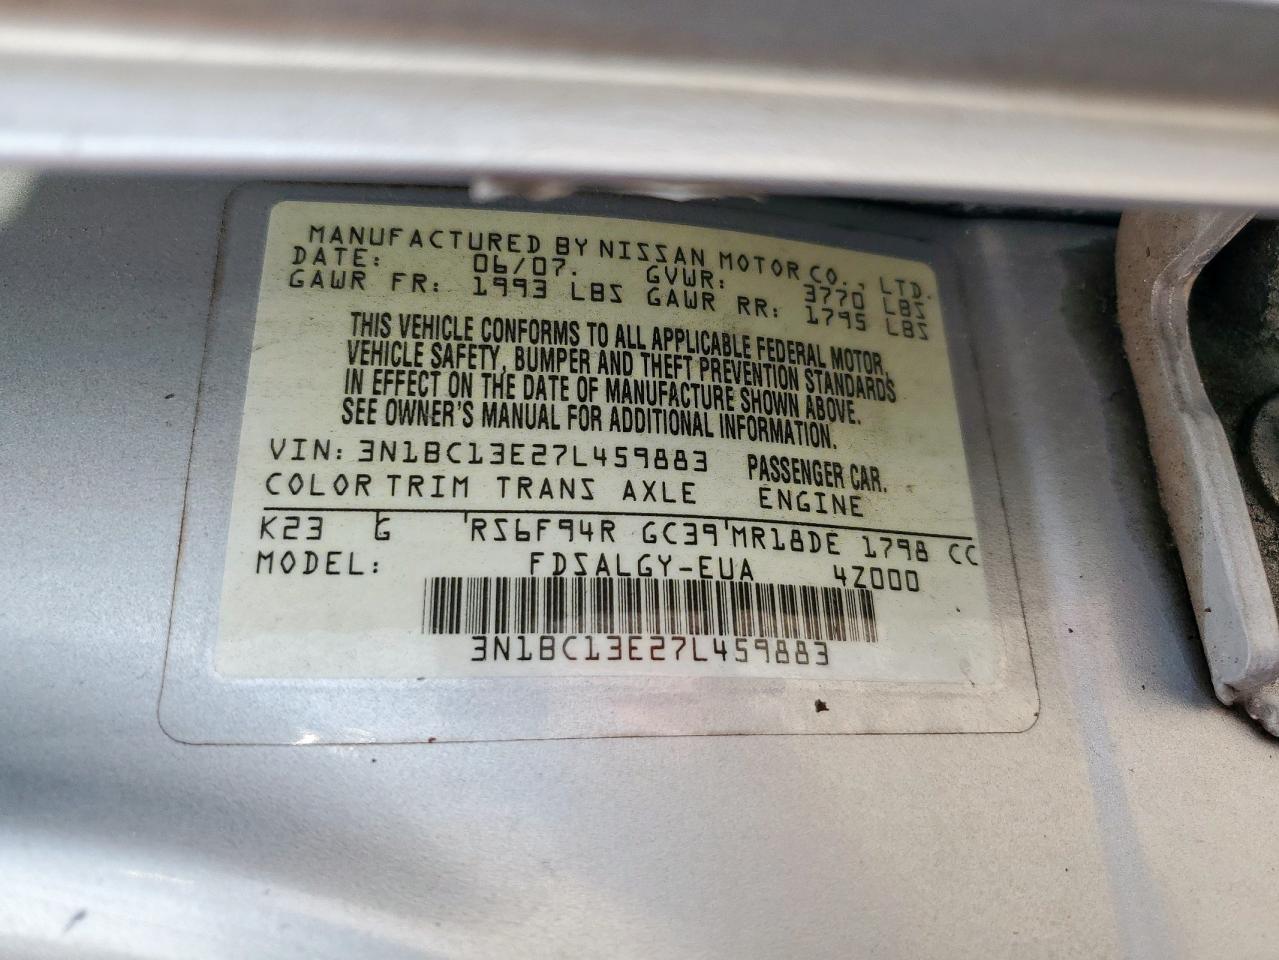 MANUFACTURED BY NISSAN MOTOR CO., LTD.
DATE: 06/07. GVWR: 3770 LBS
GAWR FR: 1993 LBS GAWR RR: 1795 LBS
THIS VEHICLE CONFORMS TO ALL APPLICABLE FEDERAL MOTOR
VEHICLE SAFETY, BUMPER AND THEFT PREVENTION STANDARDS
IN EFFECT ON THE DATE OF MANUFACTURE SHOWN ABOVE.
SEE OWNER'S MANUAL FOR ADDITIONAL INFORMATION.
VIN: 3N1BC13E27L459883 PASSENGER CAR.
COLOR TRIM TRANS AXLE ENGINE
K23 G RS6F94R GC39 MR18DE 1798 CC
MODEL: FDSALGY-EUA 4Z000
3N1BC13E27L459883